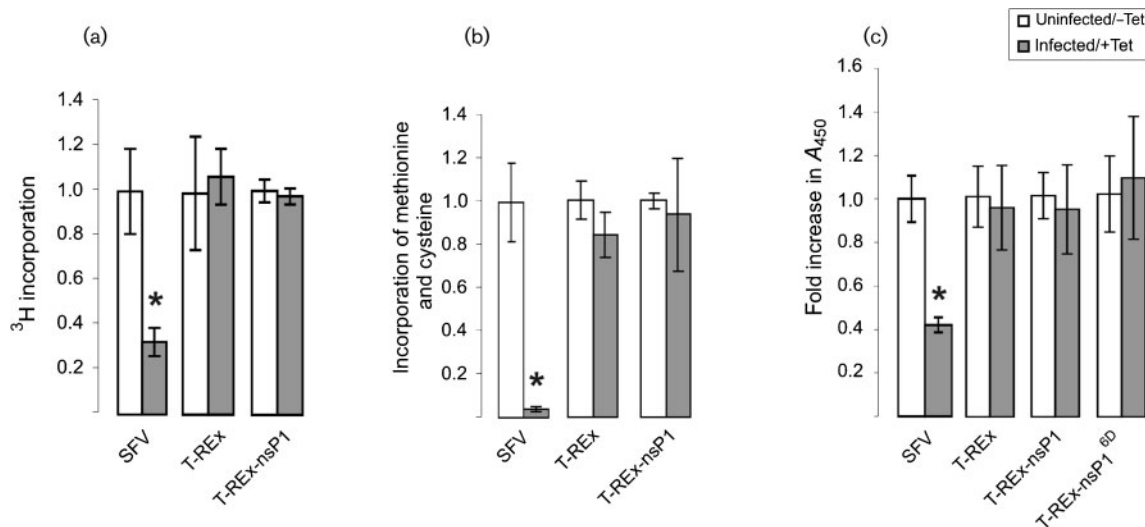 (a)
³H incorporation
1.4
1.2
1.0
0.8
0.6
0.4
0.2
*
SFV
T-REx
T-REx-nsP1
(b)
Incorporation of methionine
and cysteine
1.4
1.2
1.0
0.8
0.6
0.4
0.2
*
SFV
T-REx
T-REx-nsP1
(c)
Uninfected/–Tet
Infected/+Tet
Fold increase in A₄₅₀
1.6
1.4
1.2
1.0
0.8
0.6
0.4
0.2
*
SFV
T-REx
T-REx-nsP1
T-REx-nsP1⁶ᴰ